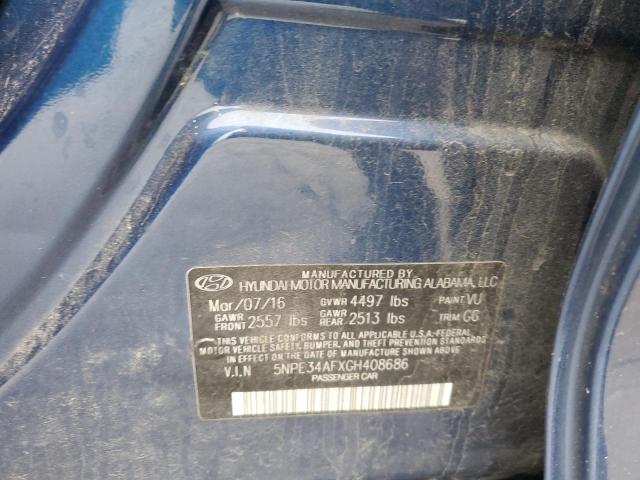 MANUFACTURED BY
HYUNDAI MOTOR MANUFACTURING ALABAMA, LLC
Mar/07/16 GVWR 4497 lbs PAINT VU
GAWR FRONT 2557 lbs GAWR REAR 2513 lbs TRIM GG
THIS VEHICLE CONFORMS TO ALL APPLICABLE U.S.A-FEDERAL
MOTOR VEHICLE SAFETY, BUMPER, AND THEFT PREVENTION STANDARDS
IN EFFECT ON THE DATE OF MANUFACTURE SHOWN ABOVE
V.I.N 5NPE34AFXGH408686
PASSENGER CAR